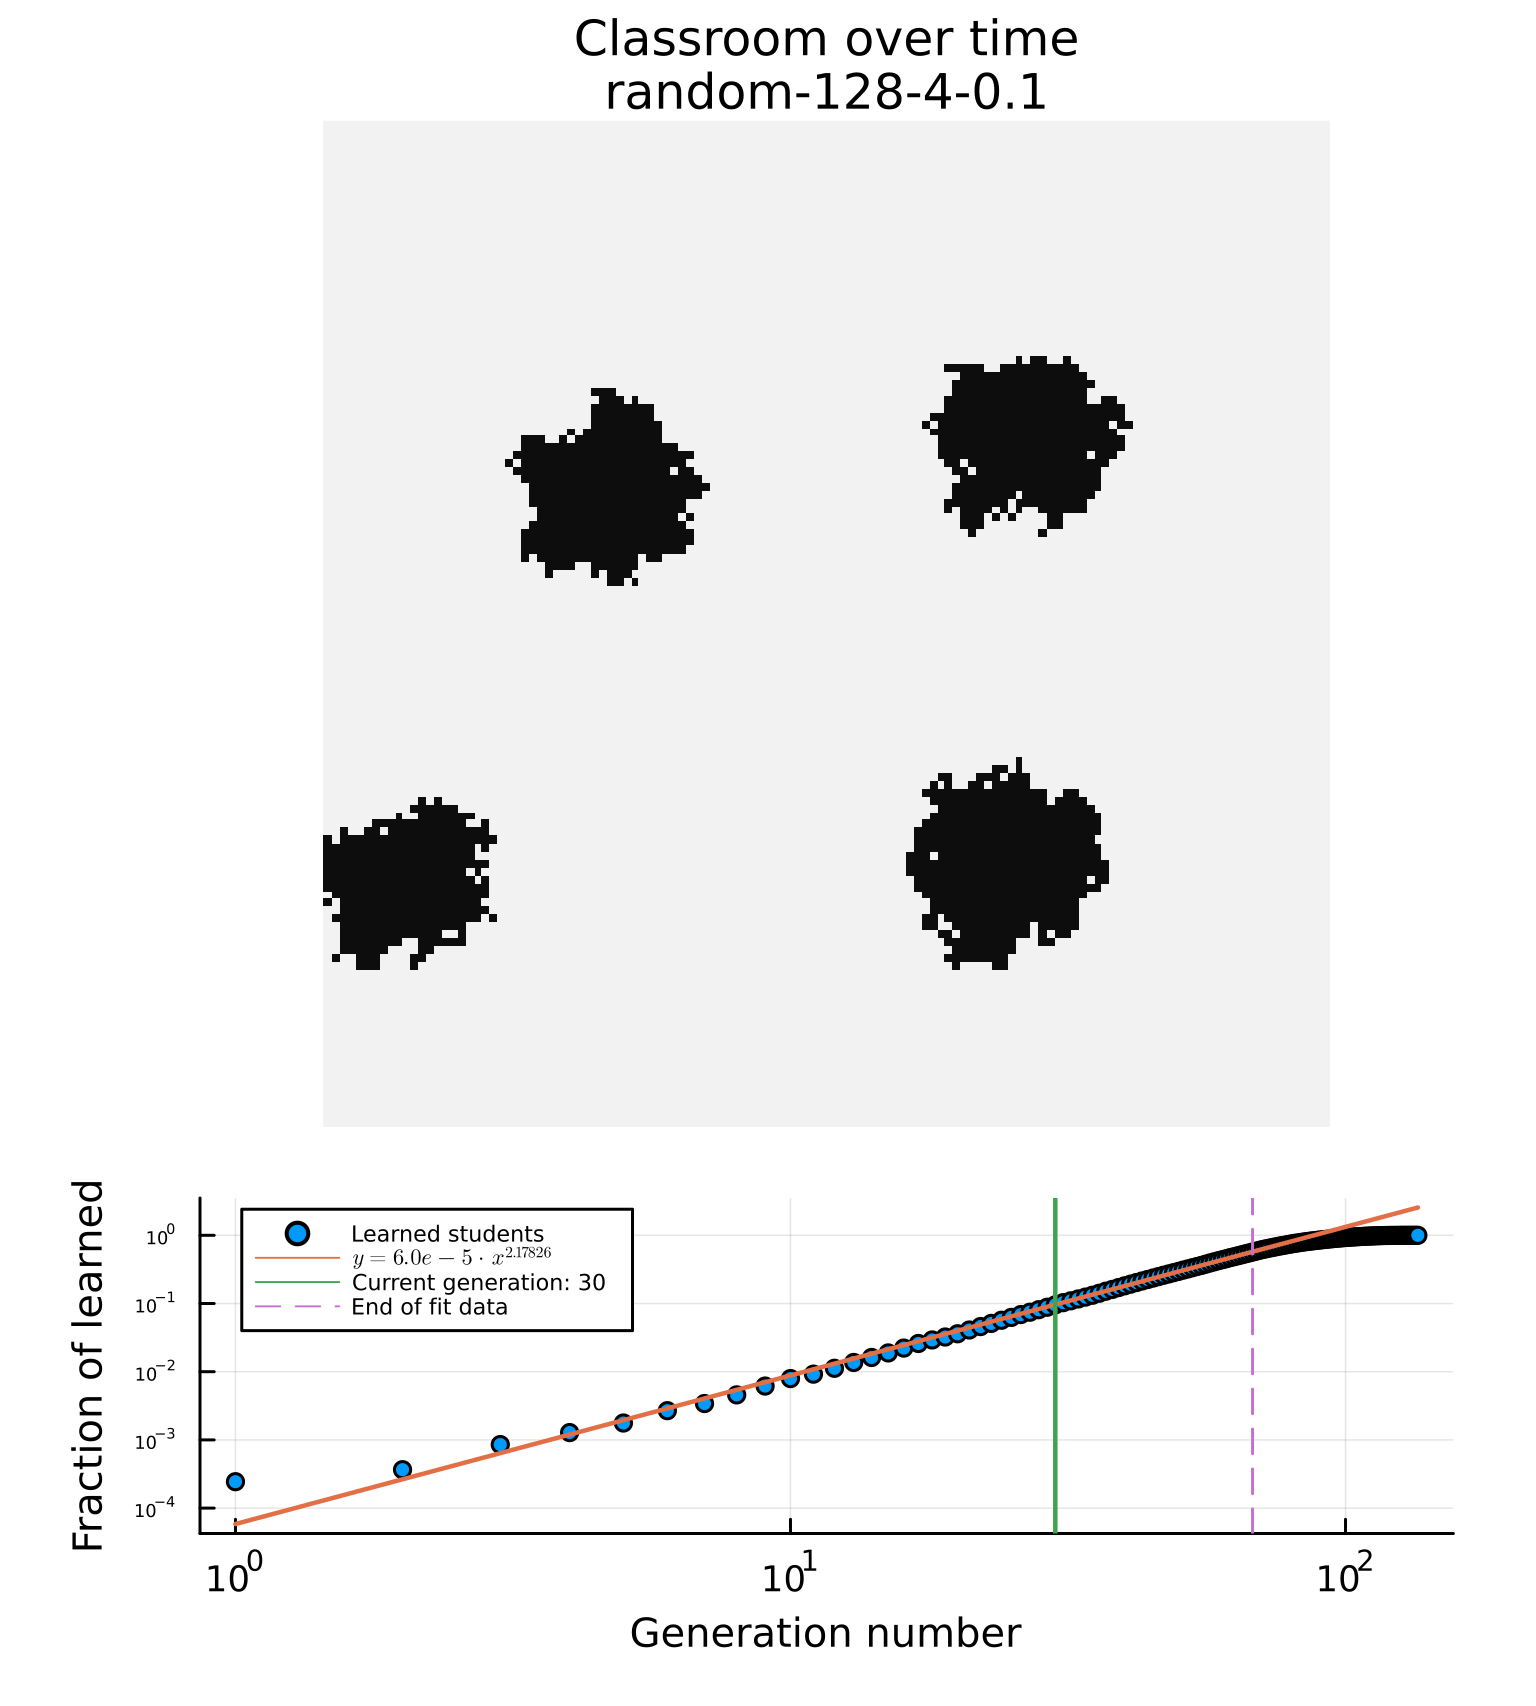 Classroom over time
random-128-4-0.1
Learned students
y = 6.0e − 5 · x^2.17826
Current generation: 30
End of fit data
Fraction of learned
10^0
10^−1
10^−2
10^−3
10^−4
10^0 10^1 10^2
Generation number